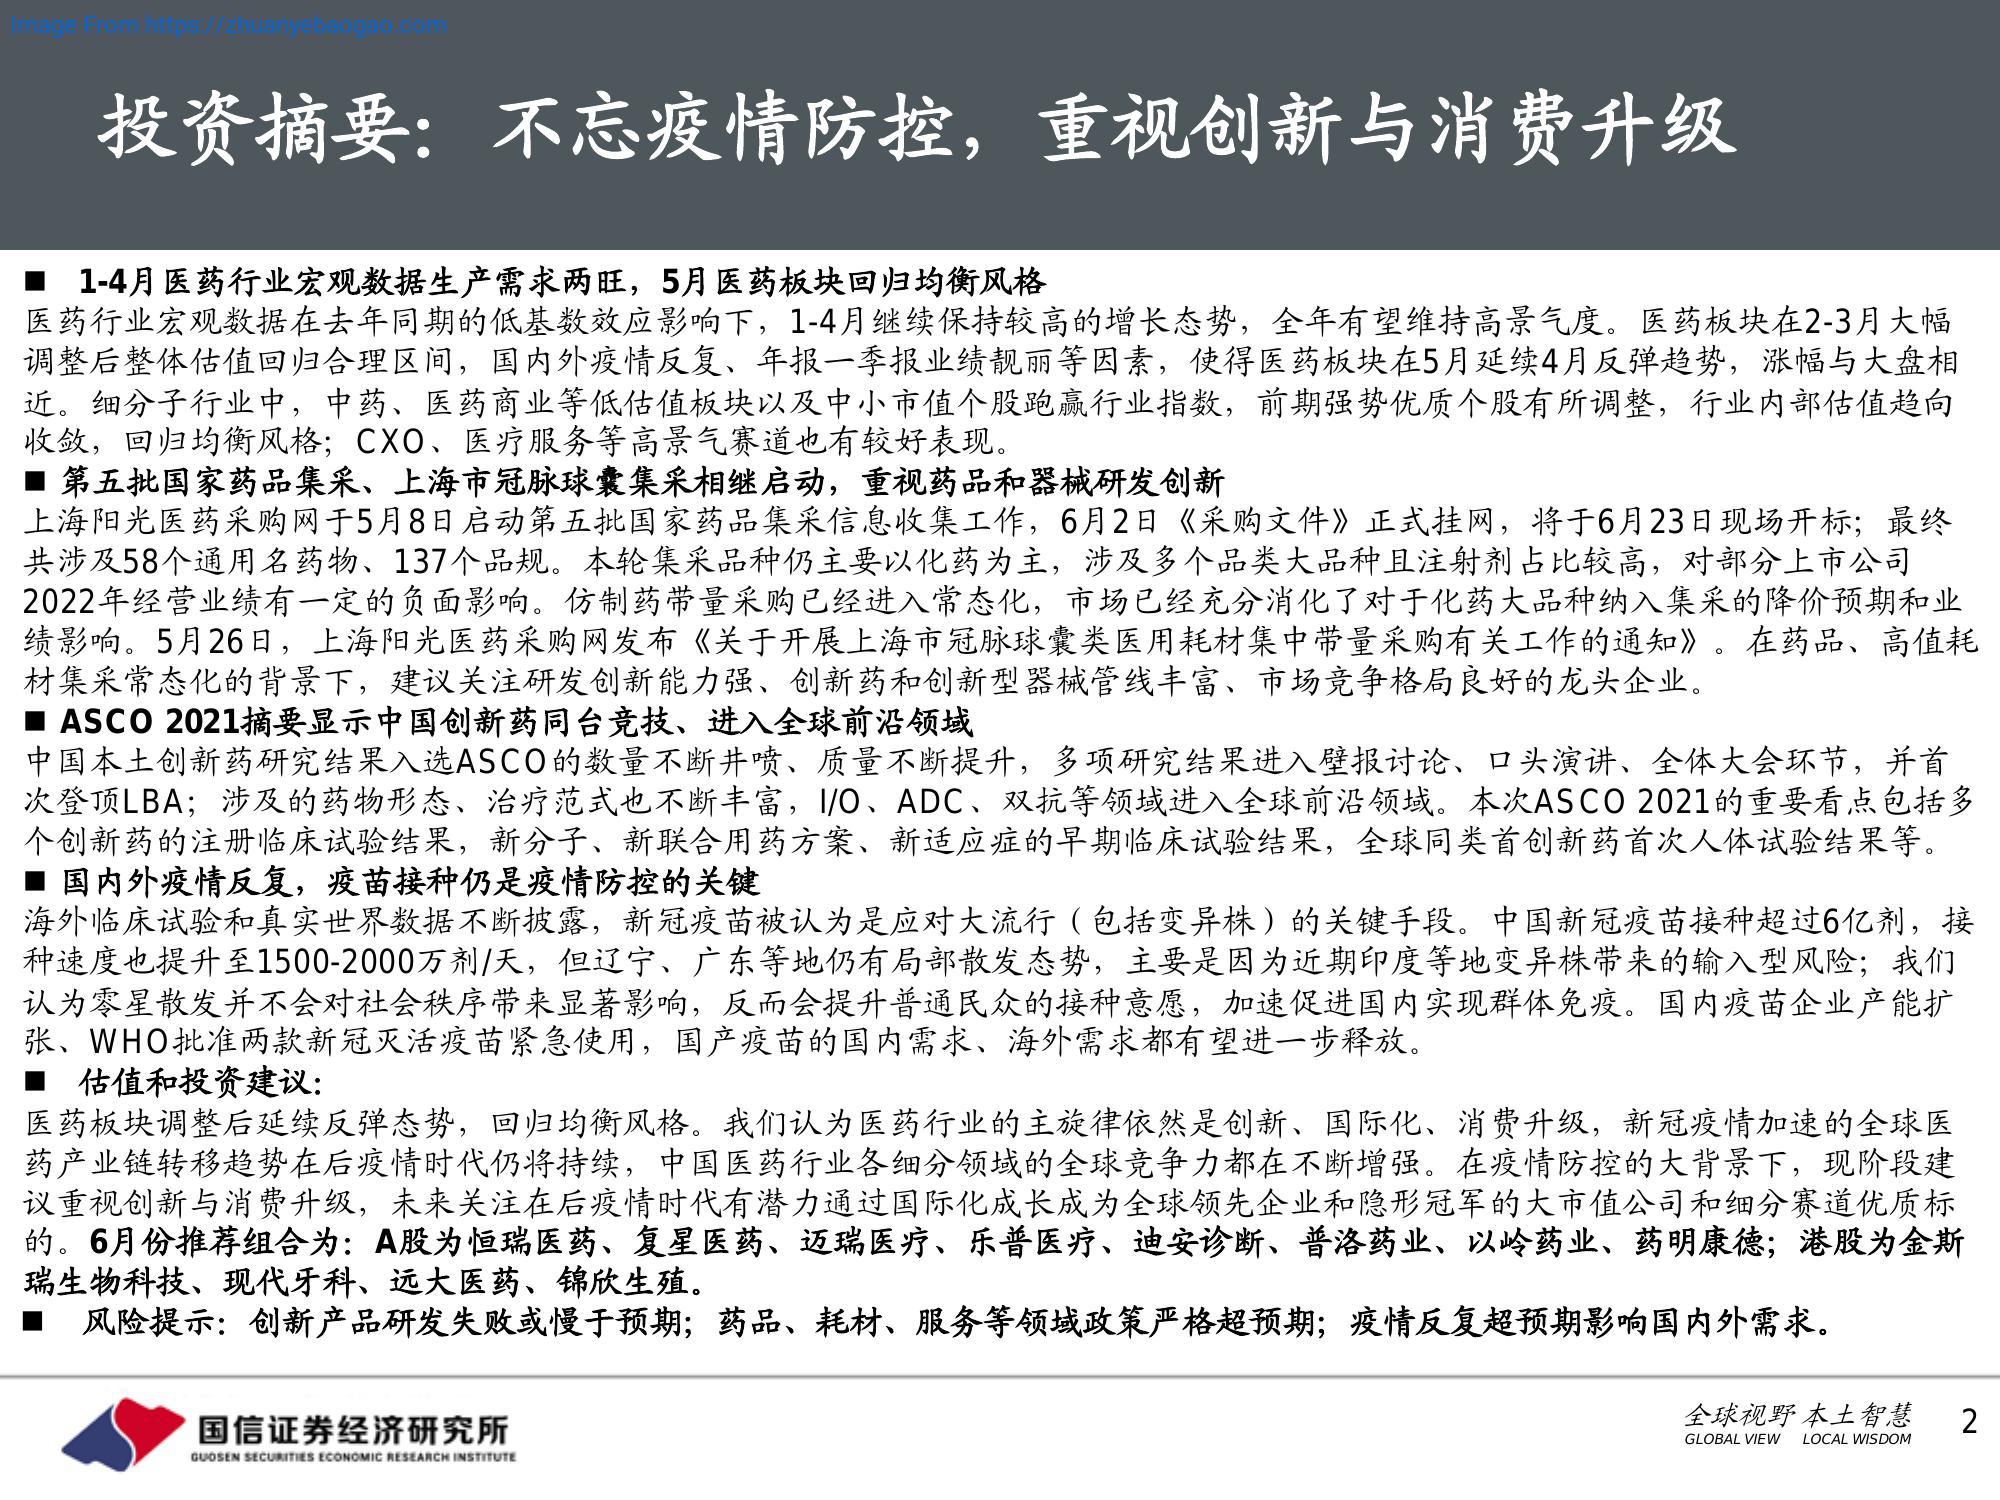 Image From https://zhuanyebaogao.com
投资摘要：不忘疫情防控，重视创新与消费升级
■ 1-4月医药行业宏观数据生产需求两旺，5月医药板块回归均衡风格
医药行业宏观数据在去年同期的低基数效应影响下，1-4月继续保持较高的增长态势，全年有望维持高景气度。医药板块在2-3月大幅
调整后整体估值回归合理区间，国内外疫情反复、年报一季报业绩靓丽等因素，使得医药板块在5月延续4月反弹趋势，涨幅与大盘相
近。细分子行业中，中药、医药商业等低估值板块以及中小市值个股跑赢行业指数，前期强势优质个股有所调整，行业内部估值趋向
收敛，回归均衡风格；CXO、医疗服务等高景气赛道也有较好表现。
■ 第五批国家药品集采、上海市冠脉球囊集采相继启动，重视药品和器械研发创新
上海阳光医药采购网于5月8日启动第五批国家药品集采信息收集工作，6月2日《采购文件》正式挂网，将于6月23日现场开标；最终
共涉及58个通用名药物、137个品规。本轮集采品种仍主要以化药为主，涉及多个品类大品种且注射剂占比较高，对部分上市公司
2022年经营业绩有一定的负面影响。仿制药带量采购已经进入常态化，市场已经充分消化了对于化药大品种纳入集采的降价预期和业
绩影响。5月26日，上海阳光医药采购网发布《关于开展上海市冠脉球囊类医用耗材集中带量采购有关工作的通知》。在药品、高值耗
材集采常态化的背景下，建议关注研发创新能力强、创新药和创新型器械管线丰富、市场竞争格局良好的龙头企业。
■ ASCO 2021摘要显示中国创新药同台竞技、进入全球前沿领域
中国本土创新药研究结果入选ASCO的数量不断井喷、质量不断提升，多项研究结果进入壁报讨论、口头演讲、全体大会环节，并首
次登顶LBA；涉及的药物形态、治疗范式也不断丰富，I/O、ADC、双抗等领域进入全球前沿领域。本次ASCO 2021的重要看点包括多
个创新药的注册临床试验结果，新分子、新联合用药方案、新适应症的早期临床试验结果，全球同类首创新药首次人体试验结果等。
■ 国内外疫情反复，疫苗接种仍是疫情防控的关键
海外临床试验和真实世界数据不断披露，新冠疫苗被认为是应对大流行（包括变异株）的关键手段。中国新冠疫苗接种超过6亿剂，接
种速度也提升至1500-2000万剂/天，但辽宁、广东等地仍有局部散发态势，主要是因为近期印度等地变异株带来的输入型风险；我们
认为零星散发并不会对社会秩序带来显著影响，反而会提升普通民众的接种意愿，加速促进国内实现群体免疫。国内疫苗企业产能扩
张、WHO批准两款新冠灭活疫苗紧急使用，国产疫苗的国内需求、海外需求都有望进一步释放。
■ 估值和投资建议：
医药板块调整后延续反弹态势，回归均衡风格。我们认为医药行业的主旋律依然是创新、国际化、消费升级，新冠疫情加速的全球医
药产业链转移趋势在后疫情时代仍将持续，中国医药行业各细分领域的全球竞争力都在不断增强。在疫情防控的大背景下，现阶段建
议重视创新与消费升级，未来关注在后疫情时代有潜力通过国际化成长成为全球领先企业和隐形冠军的大市值公司和细分赛道优质标
的。6月份推荐组合为：A股为恒瑞医药、复星医药、迈瑞医疗、乐普医疗、迪安诊断、普洛药业、以岭药业、药明康德；港股为金斯
瑞生物科技、现代牙科、远大医药、锦欣生殖。
■ 风险提示：创新产品研发失败或慢于预期；药品、耗材、服务等领域政策严格超预期；疫情反复超预期影响国内外需求。
国信证券经济研究所
GUOSEN SECURITIES ECONOMIC RESEARCH INSTITUTE
全球视野 本土智慧
GLOBAL VIEW LOCAL WISDOM
2